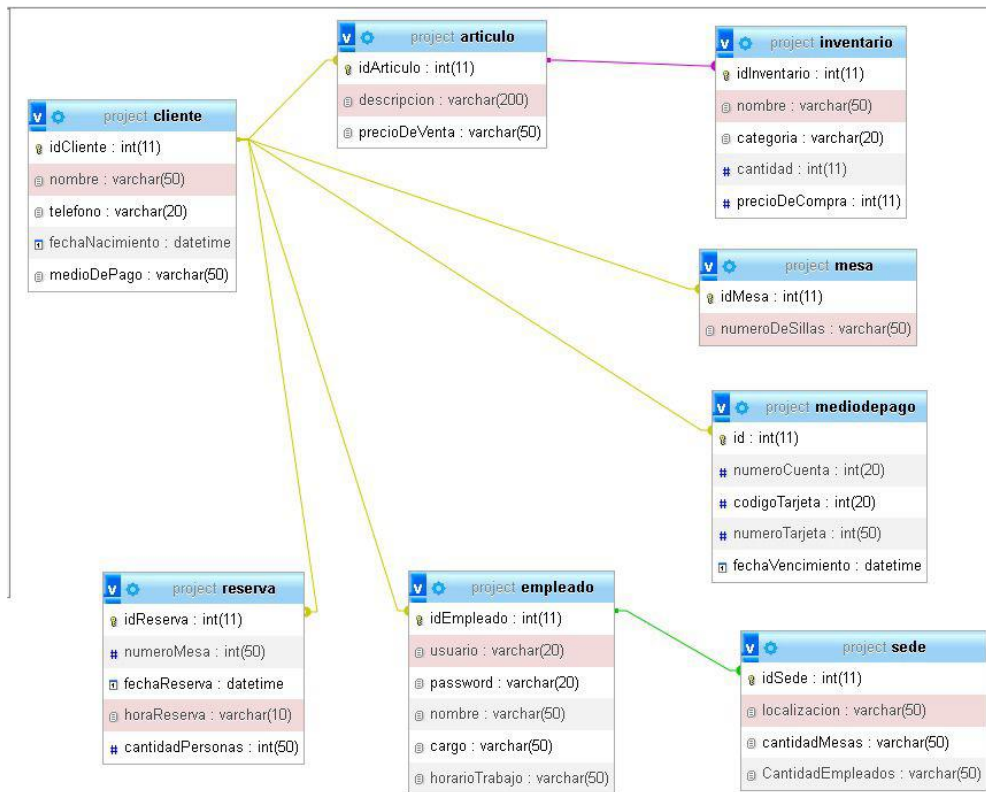 project articulo
idArticulo : int(11)
descripcion : varchar(200)
precioDeVenta : varchar(50)
project inventario
idInventario : int(11)
nombre : varchar(50)
categoria : varchar(20)
cantidad : int(11)
precioDeCompra : int(11)
project cliente
idCliente : int(11)
nombre : varchar(50)
telefono : varchar(20)
fechaNacimiento : datetime
medioDePago : varchar(50)
project mesa
idMesa : int(11)
numeroDeSillas : varchar(50)
project mediodepago
id : int(11)
numeroCuenta : int(20)
codigoTarjeta : int(20)
numeroTarjeta : int(50)
fechaVencimiento : datetime
project reserva
idReserva : int(11)
numeroMesa : int(50)
fechaReserva : datetime
horaReserva : varchar(10)
cantidadPersonas : int(50)
project empleado
idEmpleado : int(11)
usuario : varchar(20)
password : varchar(20)
nombre : varchar(50)
cargo : varchar(50)
horarioTrabajo : varchar(50)
project sede
idSede : int(11)
localizacion : varchar(50)
cantidadMesas : varchar(50)
CantidadEmpleados : varchar(50)